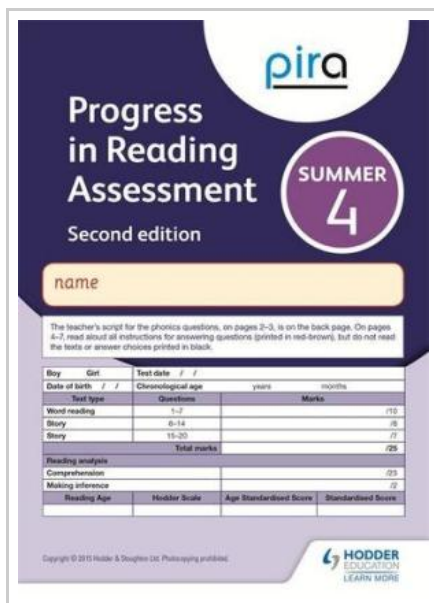 pira
Progress
in Reading
Assessment
SUMMER
4
Second edition
name
The teacher's script for the phonics questions, on pages 2–3, is on the back page. On pages
4–7, read aloud all instructions for answering questions (printed in red-brown), but do not read
the texts or answer choices printed in black.
Boy Girl Test date / /
Date of birth / / Chronological age years months
Text type Questions Marks
Word reading 1–7 /10
Story 8–14 /8
Story 15–20 /7
Total marks /25
Reading analysis
Comprehension /23
Making inference /2
Reading Age Hodder Scale Age Standardised Score Standardised Score
Copyright © 2015 Hodder & Stoughton Ltd. Photocopying prohibited.
HODDER
EDUCATION
LEARN MORE